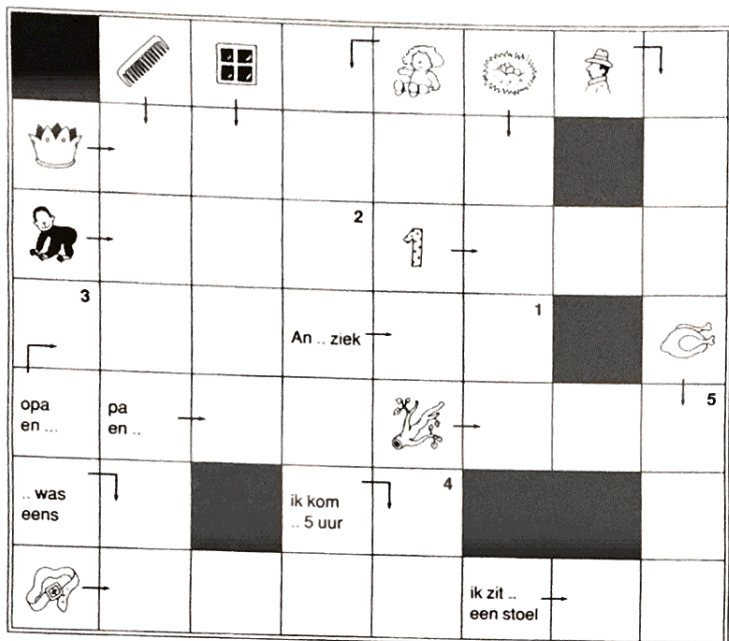 2
1
3
An .. ziek
1
opa
en ...
pa
en ..
5
.. was
eens
ik kom
.. 5 uur
4
ik zit ..
een stoel